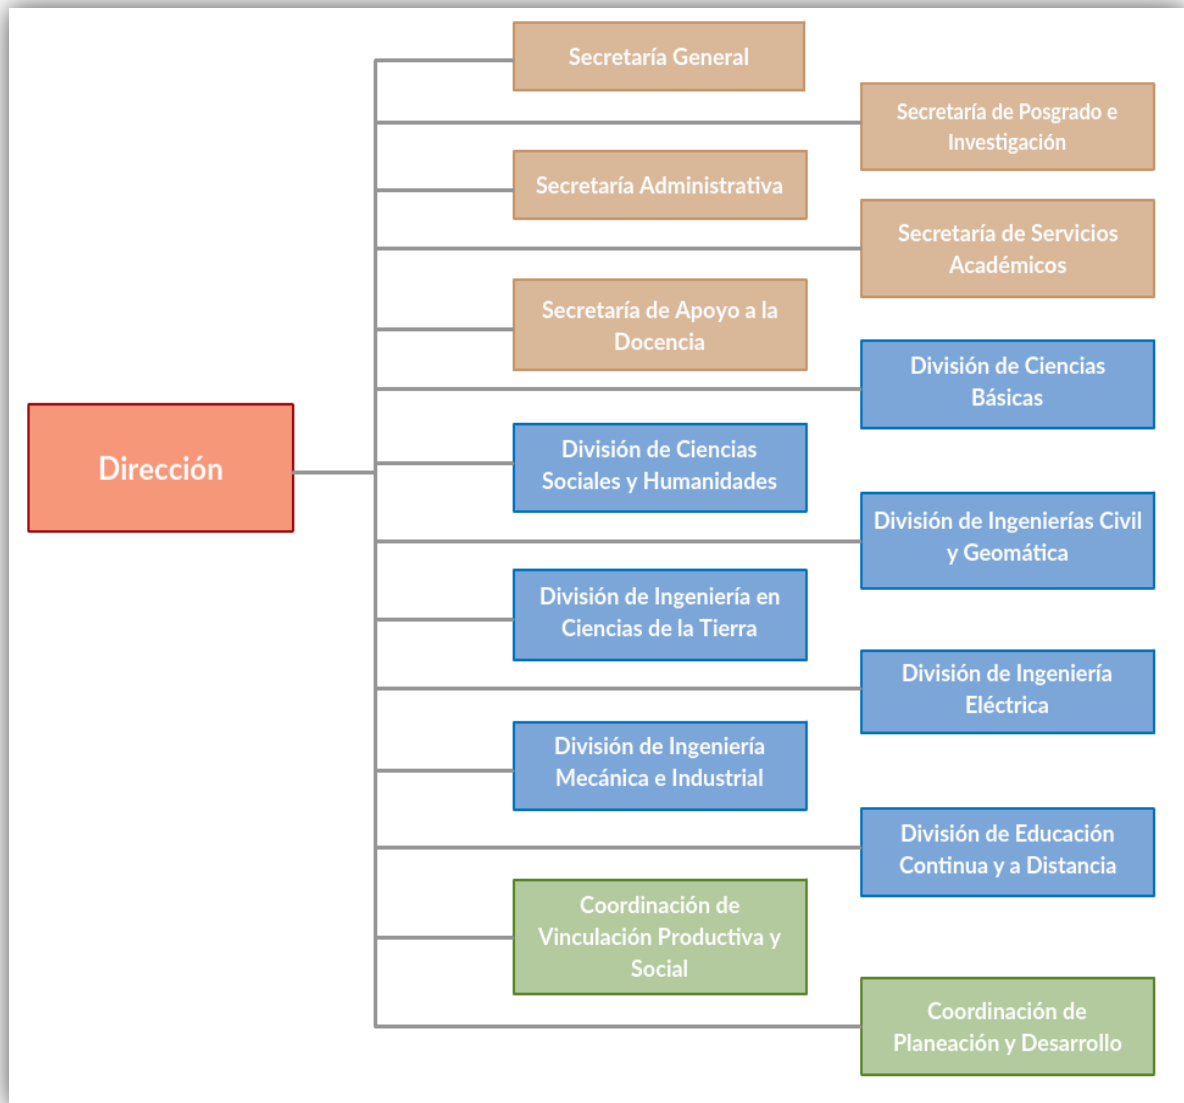 Secretaría General
Secretaría de Posgrado e
Investigación
Secretaría Administrativa
Secretaría de Servicios
Académicos
Secretaría de Apoyo a la
Docencia
División de Ciencias
Básicas
Dirección
División de Ciencias
Sociales y Humanidades
División de Ingenierías Civil
y Geomática
División de Ingeniería en
Ciencias de la Tierra
División de Ingeniería
Eléctrica
División de Ingeniería
Mecánica e Industrial
División de Educación
Continua y a Distancia
Coordinación de
Vinculación Productiva y
Social
Coordinación de
Planeación y Desarrollo